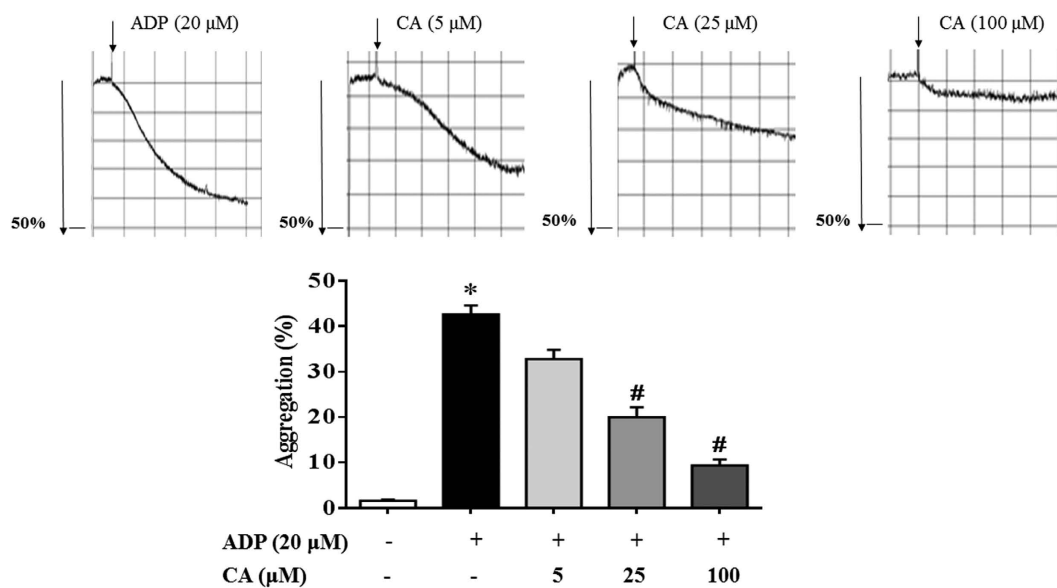 ADP (20 μM) CA (5 μM) CA (25 μM) CA (100 μM)
50% 50% 50% 50%
Aggregation (%)
50
40
30
20
10
0
*
#
#
ADP (20 μM) - + + + +
CA (μM) - - 5 25 100